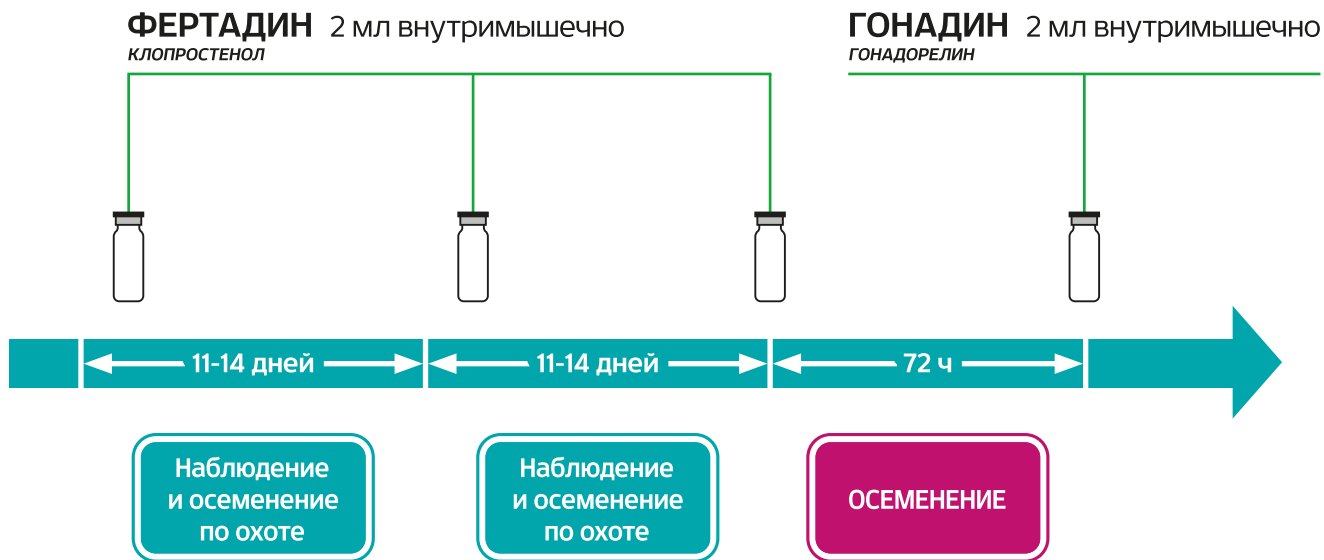 ФЕРТАДИН 2 мл внутримышечно
КЛОПРОСТЕНОЛ
ГОНАДИН 2 мл внутримышечно
ГОНАДОРЕЛИН
11-14 дней
11-14 дней
72 ч
Наблюдение
и осеменение
по охоте
Наблюдение
и осеменение
по охоте
ОСЕМЕНЕНИЕ